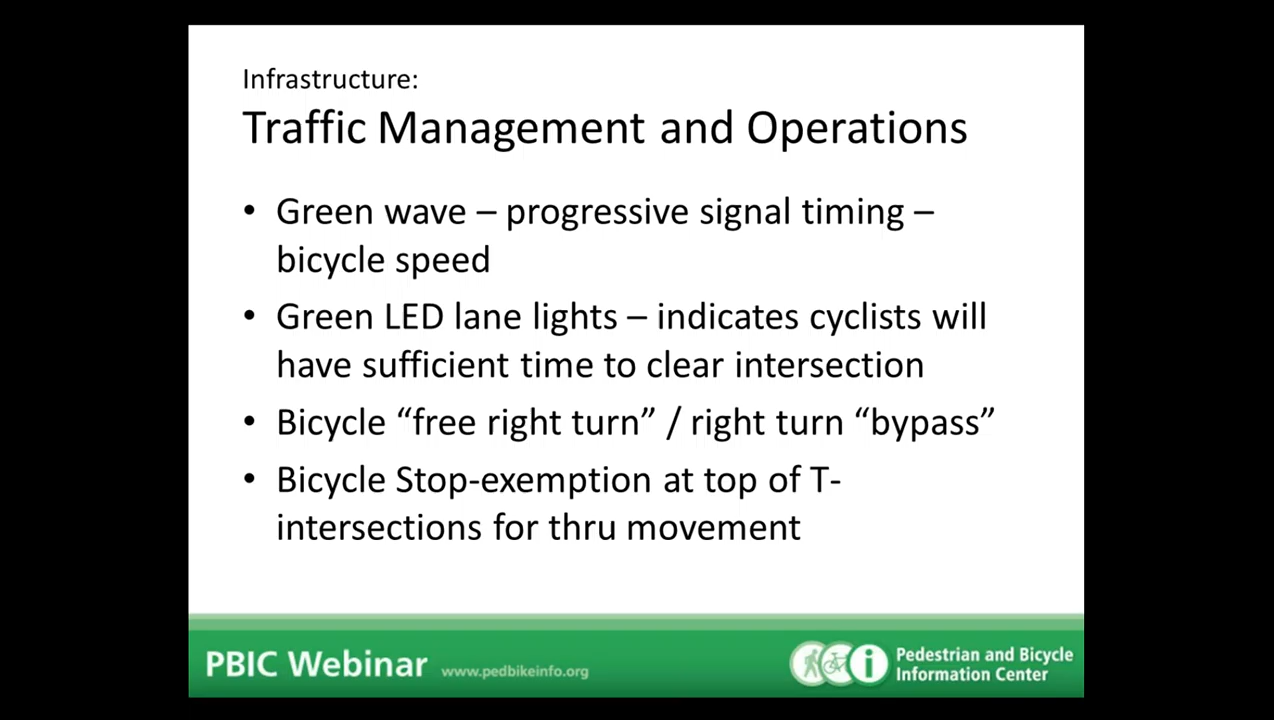 Infrastructure:
Traffic Management and Operations
• Green wave – progressive signal timing –
bicycle speed
• Green LED lane lights – indicates cyclists will
have sufficient time to clear intersection
• Bicycle “free right turn” / right turn “bypass”
• Bicycle Stop-exemption at top of T-
intersections for thru movement
PBIC Webinar www.pedbikeinfo.org
i
Pedestrian and Bicycle
Information Center